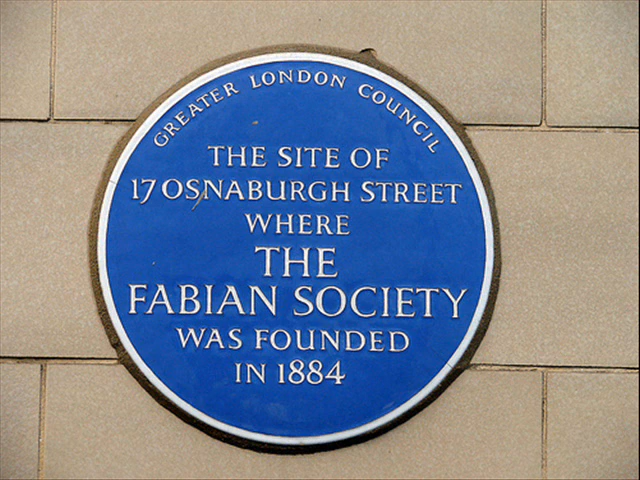 GREATER LONDON COUNCIL
THE SITE OF
17 OSNABURGH STREET
WHERE
THE
FABIAN SOCIETY
WAS FOUNDED
IN 1884